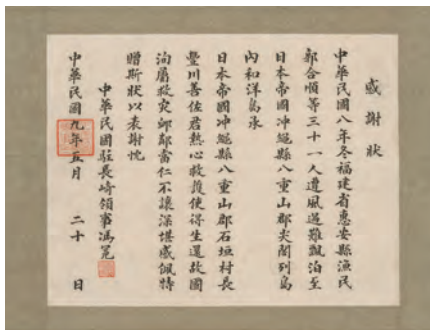 感謝狀
中華民國八年冬福建省惠安縣漁民
郭合順等三十一人遭風遇難飄泊至
日本帝國沖繩縣八重山郡尖閣列島
內和洋島承
日本帝國沖繩縣八重山郡石垣村長
豐川善佐君熱心救護使得生還故國
洵屬救灾卹鄰當仁不讓深堪感佩特
贈斯狀以表謝忱
中華民國駐長崎領事馮冕
中華民國九年五月二十日